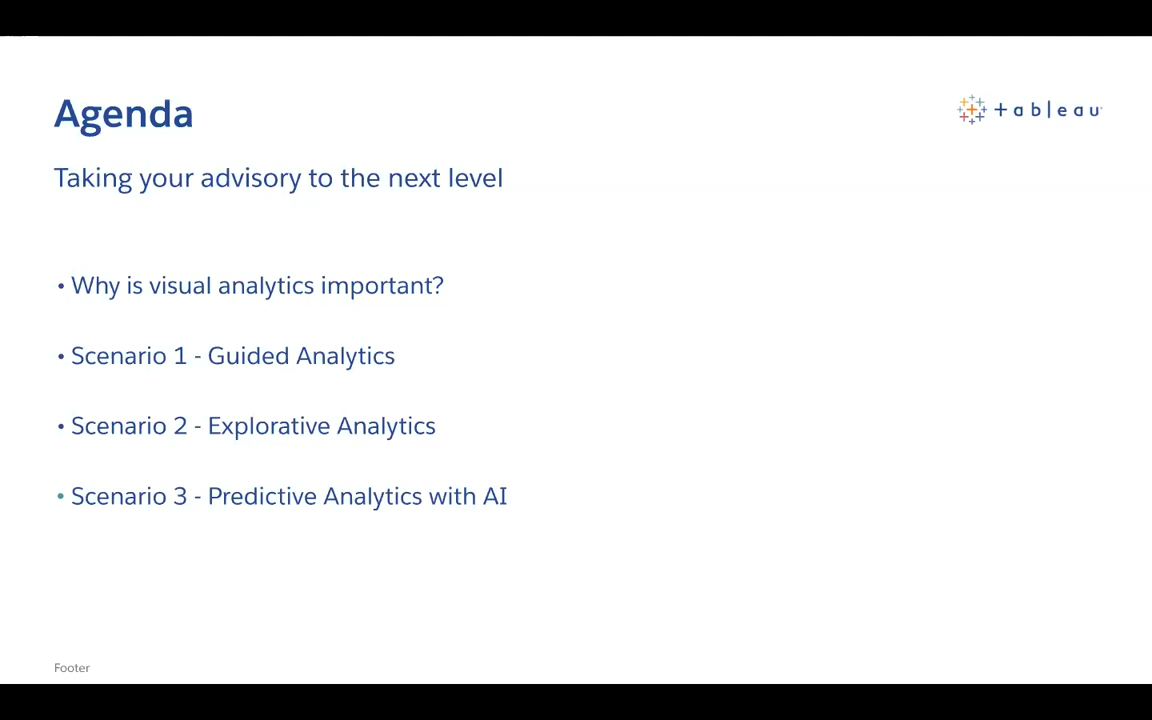 Agenda
+ableau
Taking your advisory to the next level
• Why is visual analytics important?
• Scenario 1 - Guided Analytics
• Scenario 2 - Explorative Analytics
• Scenario 3 - Predictive Analytics with AI
Footer